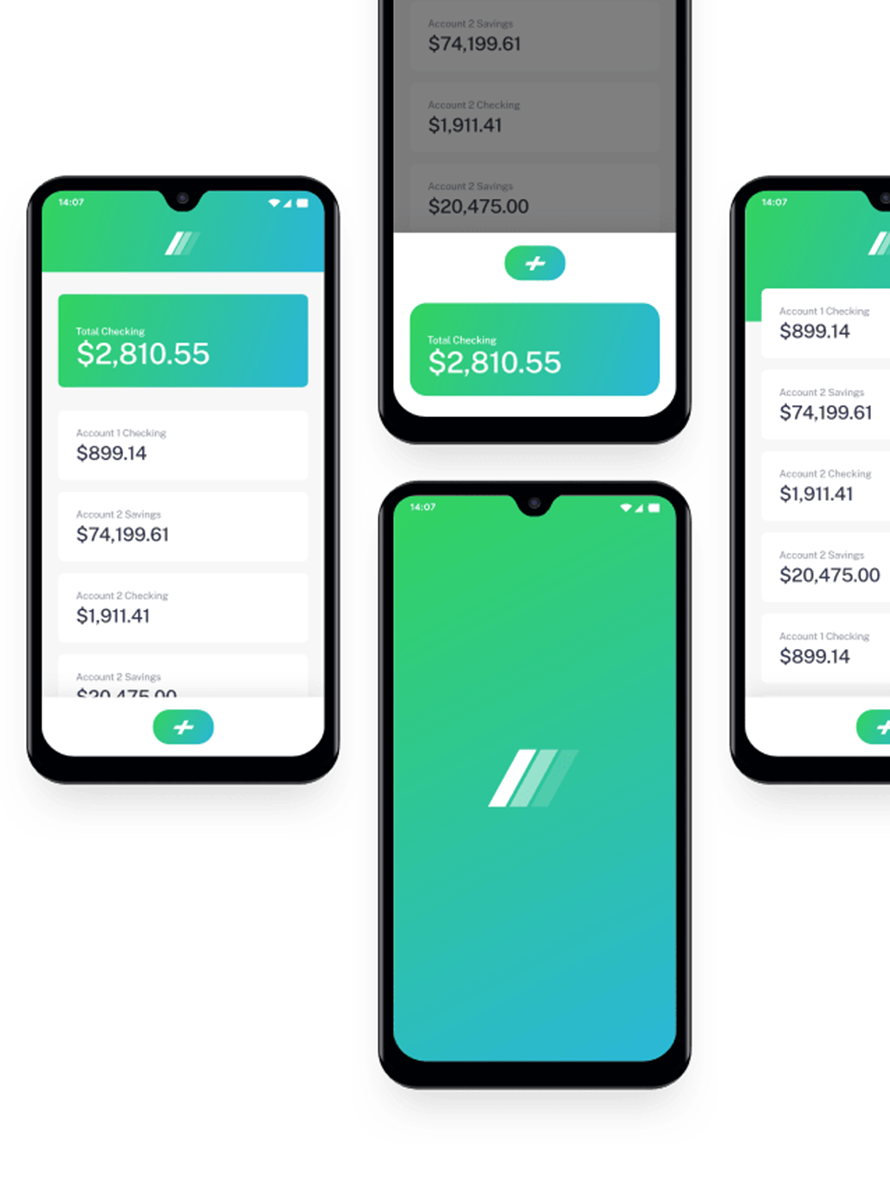 14:07
Total Checking
$2,810.55
Account 1 Checking
$899.14
Account 2 Savings
$74,199.61
Account 2 Checking
$1,911.41
Account 2 Savings
$20,475.00
Account 2 Savings
$74,199.61
Account 2 Checking
$1,911.41
Account 2 Savings
$20,475.00
Total Checking
$2,810.55
14:07
14:07
Account 1 Checking
$899.14
Account 2 Savings
$74,199.61
Account 2 Checking
$1,911.41
Account 2 Savings
$20,475.00
Account 1 Checking
$899.14